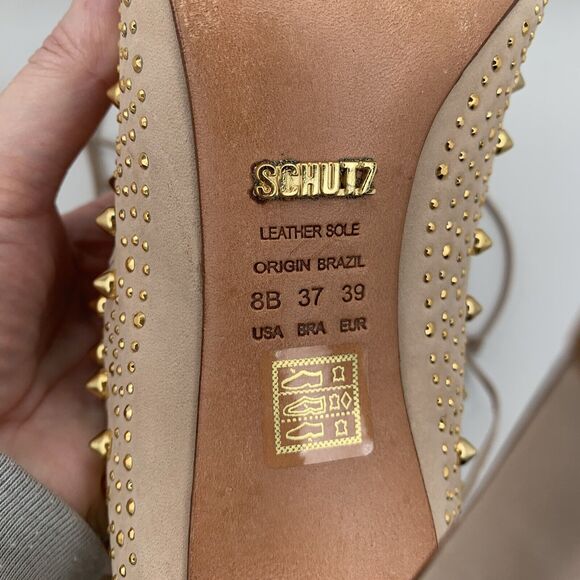 SCHUTZ
LEATHER SOLE
ORIGIN BRAZIL
8B 37 39
USA BRA EUR